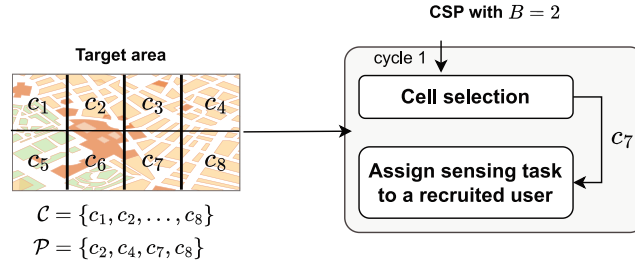 CSP with B = 2
Target area
cycle 1
c₁ c₂ c₃ c₄
Cell selection
c₅ c₆ c₇ c₈
c₇
Assign sensing task
to a recruited user
𝒞 = {c₁, c₂, . . . , c₈}
𝒫 = {c₂, c₄, c₇, c₈}